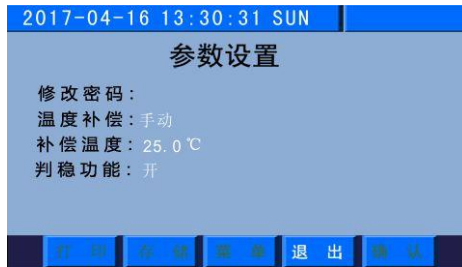 2017-04-16 13:30:31 SUN
参数设置
修改密码:
温度补偿:手动
补偿温度: 25.0℃
判稳功能: 开
打 印 存 储 菜 单 退 出 确 认